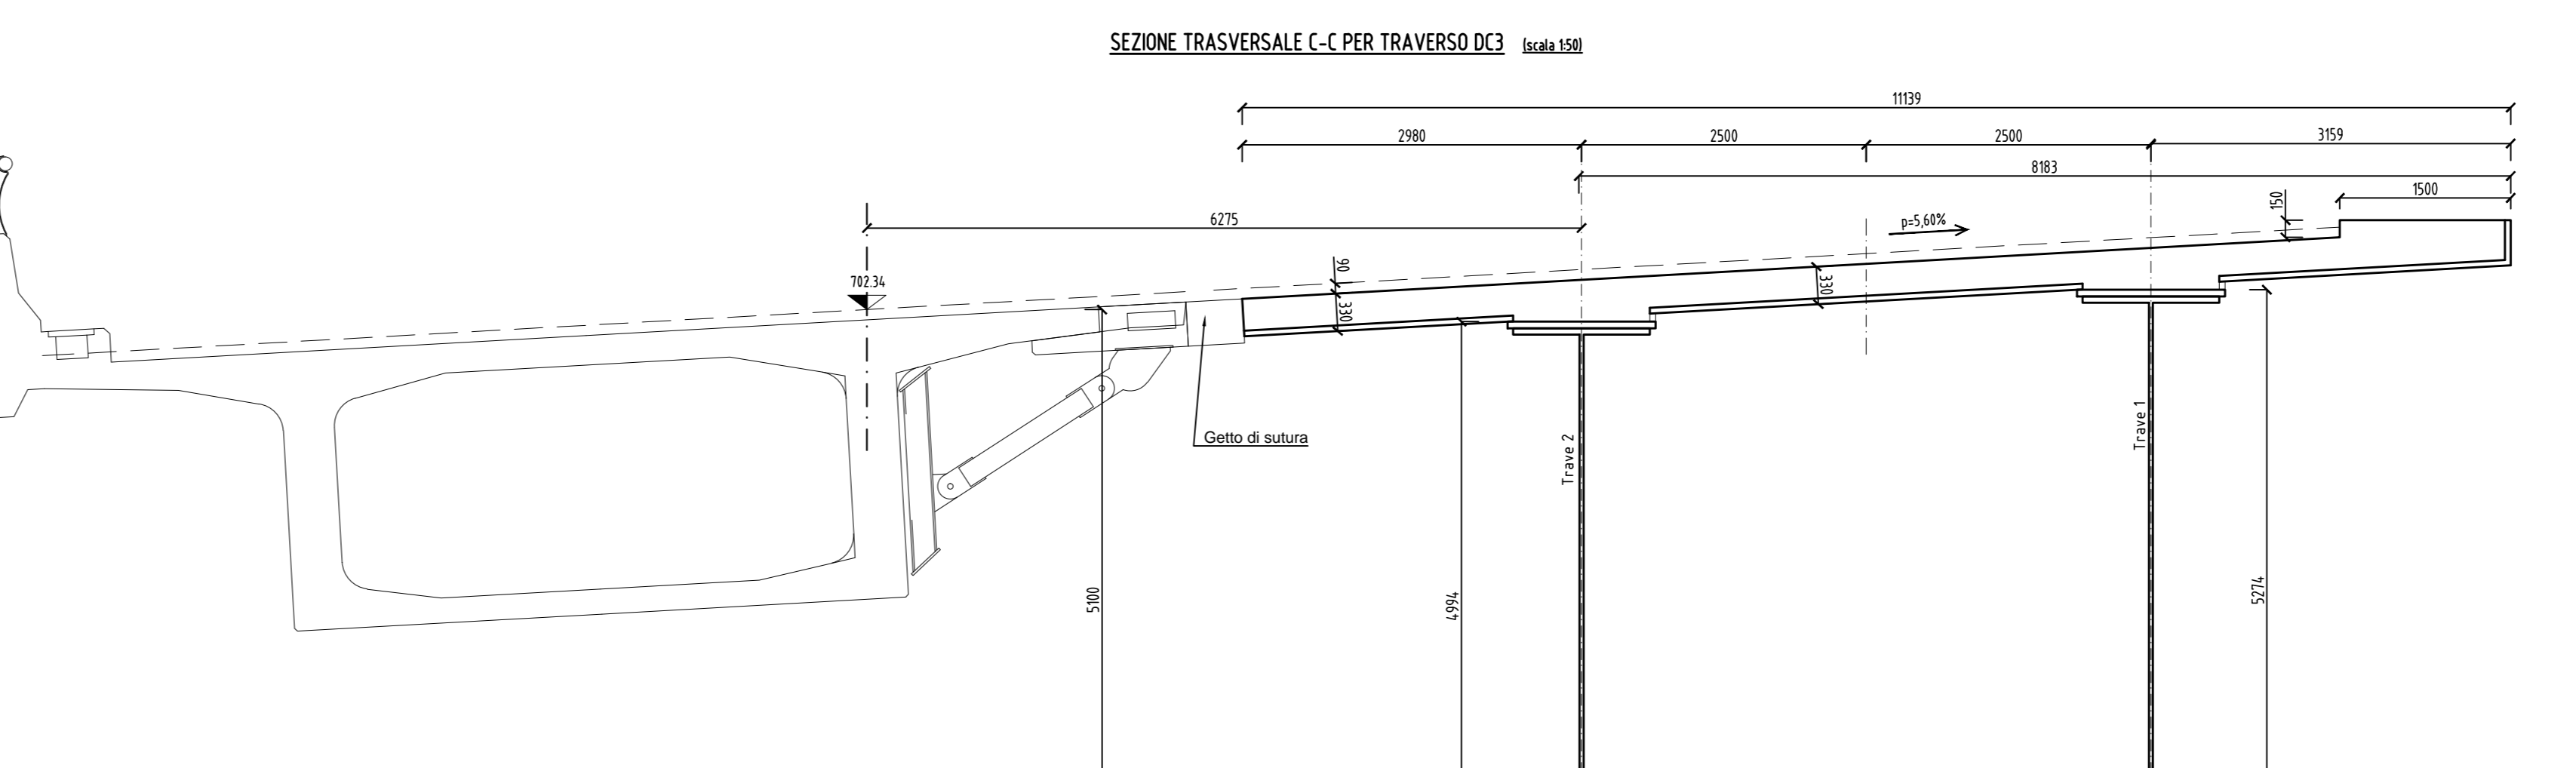 SEZIONE TRASVERSALE C-C PER TRAVERSO DC3 (scala 1:50)
11139
2980 2500 2500 3159
8183
1500
150
6275
p=5,60%
90
702.34
330
330
Getto di sutura
Trave 2
Trave 1
5100
4994
5274